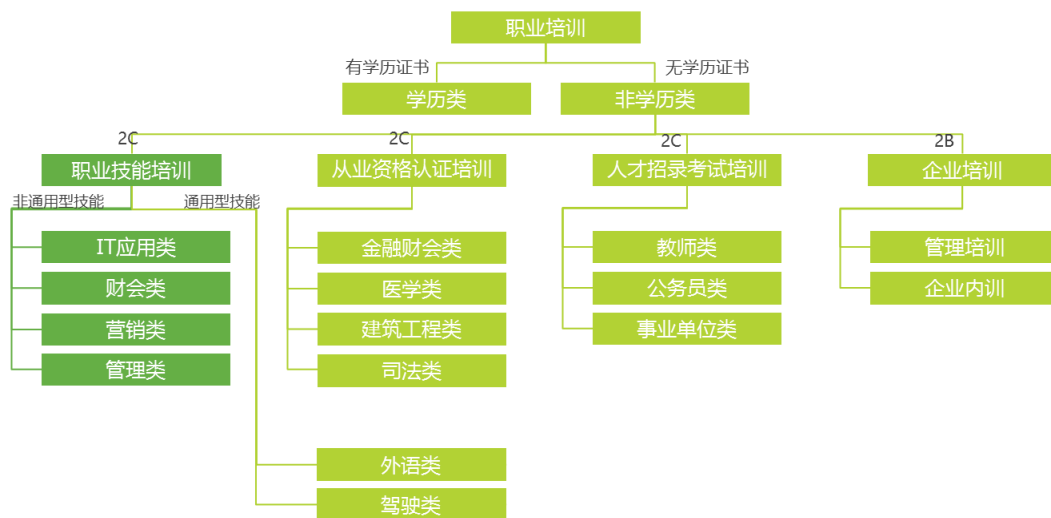 职业培训
有学历证书
无学历证书
学历类
非学历类
2C
2C
2C
2B
职业技能培训
从业资格认证培训
人才招录考试培训
企业培训
非通用型技能
通用型技能
IT应用类
金融财会类
教师类
管理培训
财会类
医学类
公务员类
企业内训
营销类
建筑工程类
事业单位类
管理类
司法类
外语类
驾驶类